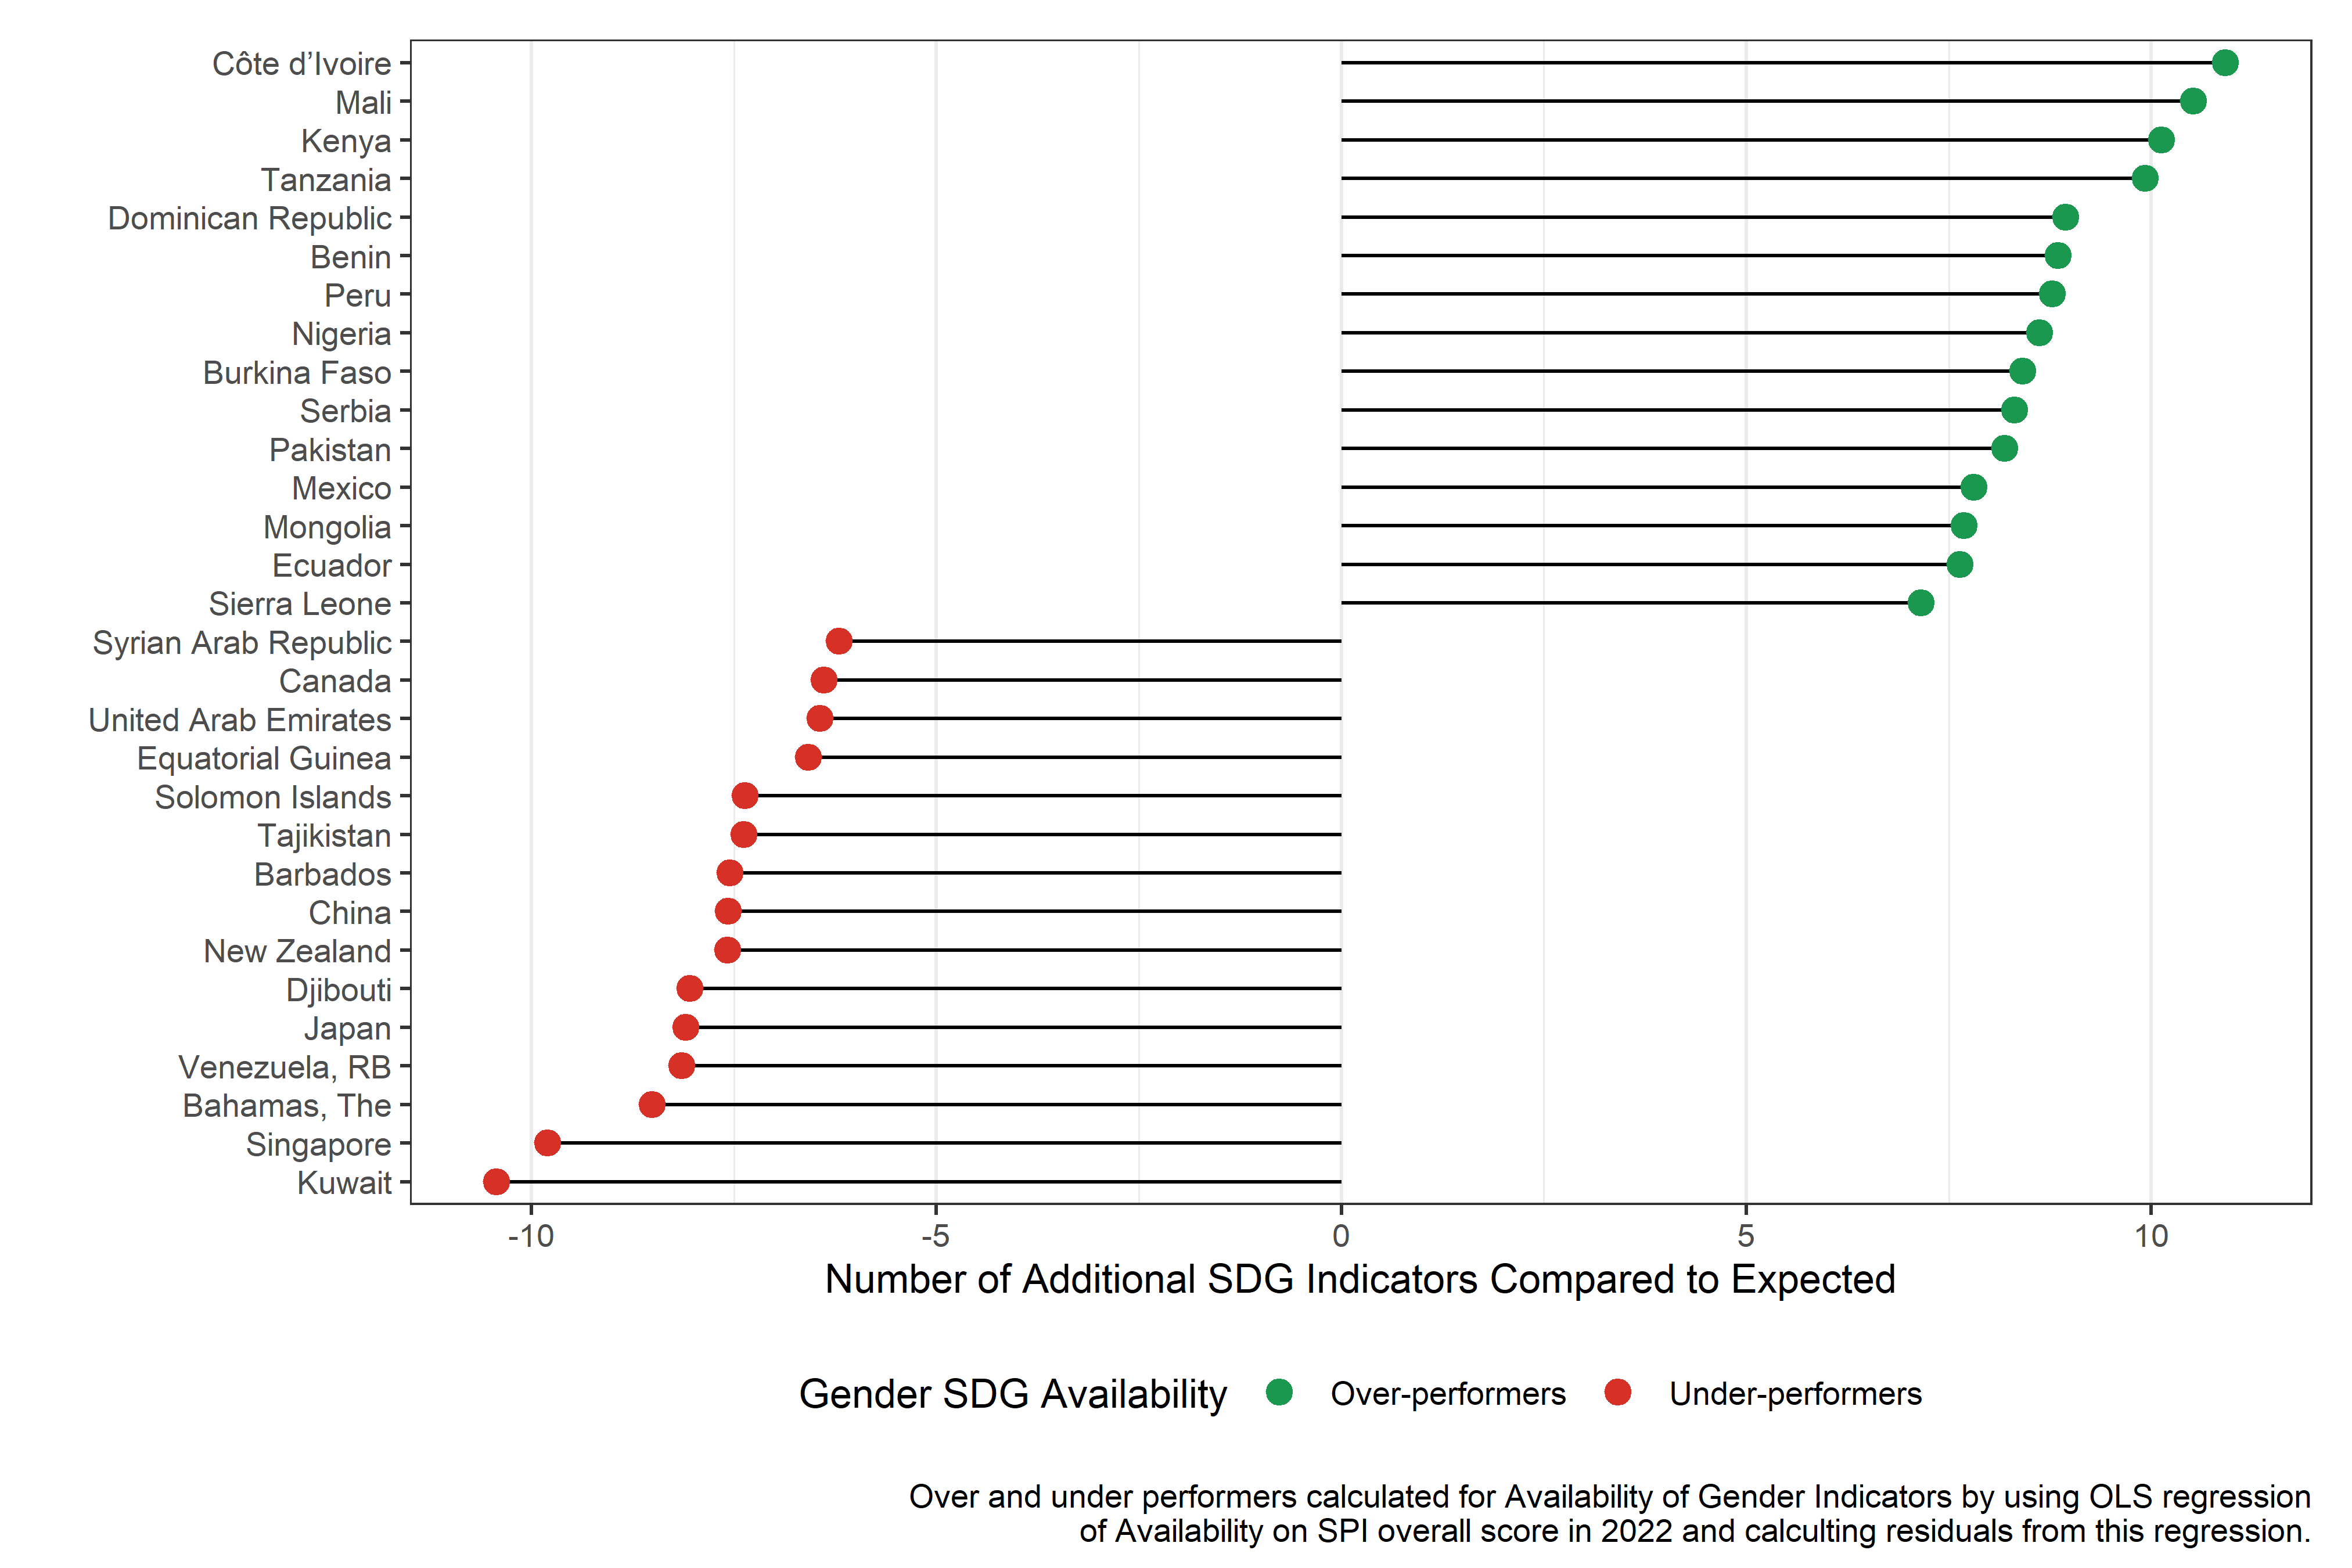 Côte d’Ivoire
Mali
Kenya
Tanzania
Dominican Republic
Benin
Peru
Nigeria
Burkina Faso
Serbia
Pakistan
Mexico
Mongolia
Ecuador
Sierra Leone
Syrian Arab Republic
Canada
United Arab Emirates
Equatorial Guinea
Solomon Islands
Tajikistan
Barbados
China
New Zealand
Djibouti
Japan
Venezuela, RB
Bahamas, The
Singapore
Kuwait
-10 -5 0 5 10
Number of Additional SDG Indicators Compared to Expected
Gender SDG Availability Over-performers Under-performers
Over and under performers calculated for Availability of Gender Indicators by using OLS regression
of Availability on SPI overall score in 2022 and calculting residuals from this regression.